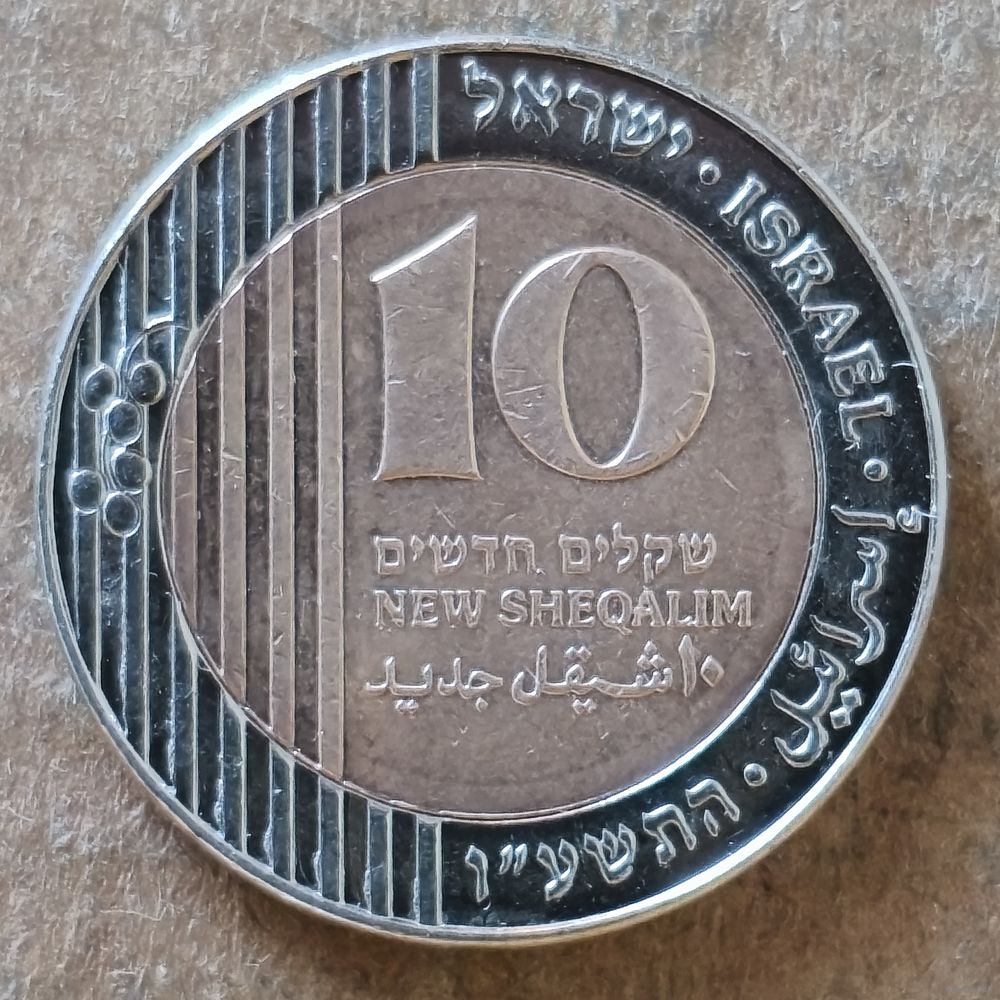 ישראל • ISRAEL • إسرائيل • התשע"ו
10
שקלים חדשים
NEW SHEQALIM
١٠ شيقل جديد